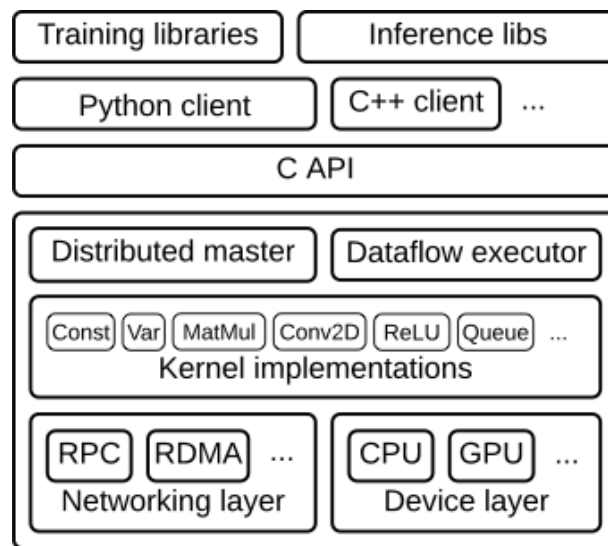 Training libraries Inference libs
Python client C++ client ...
C API
Distributed master Dataflow executor
Const Var MatMul Conv2D ReLU Queue ...
Kernel implementations
RPC RDMA ... CPU GPU ...
Networking layer Device layer